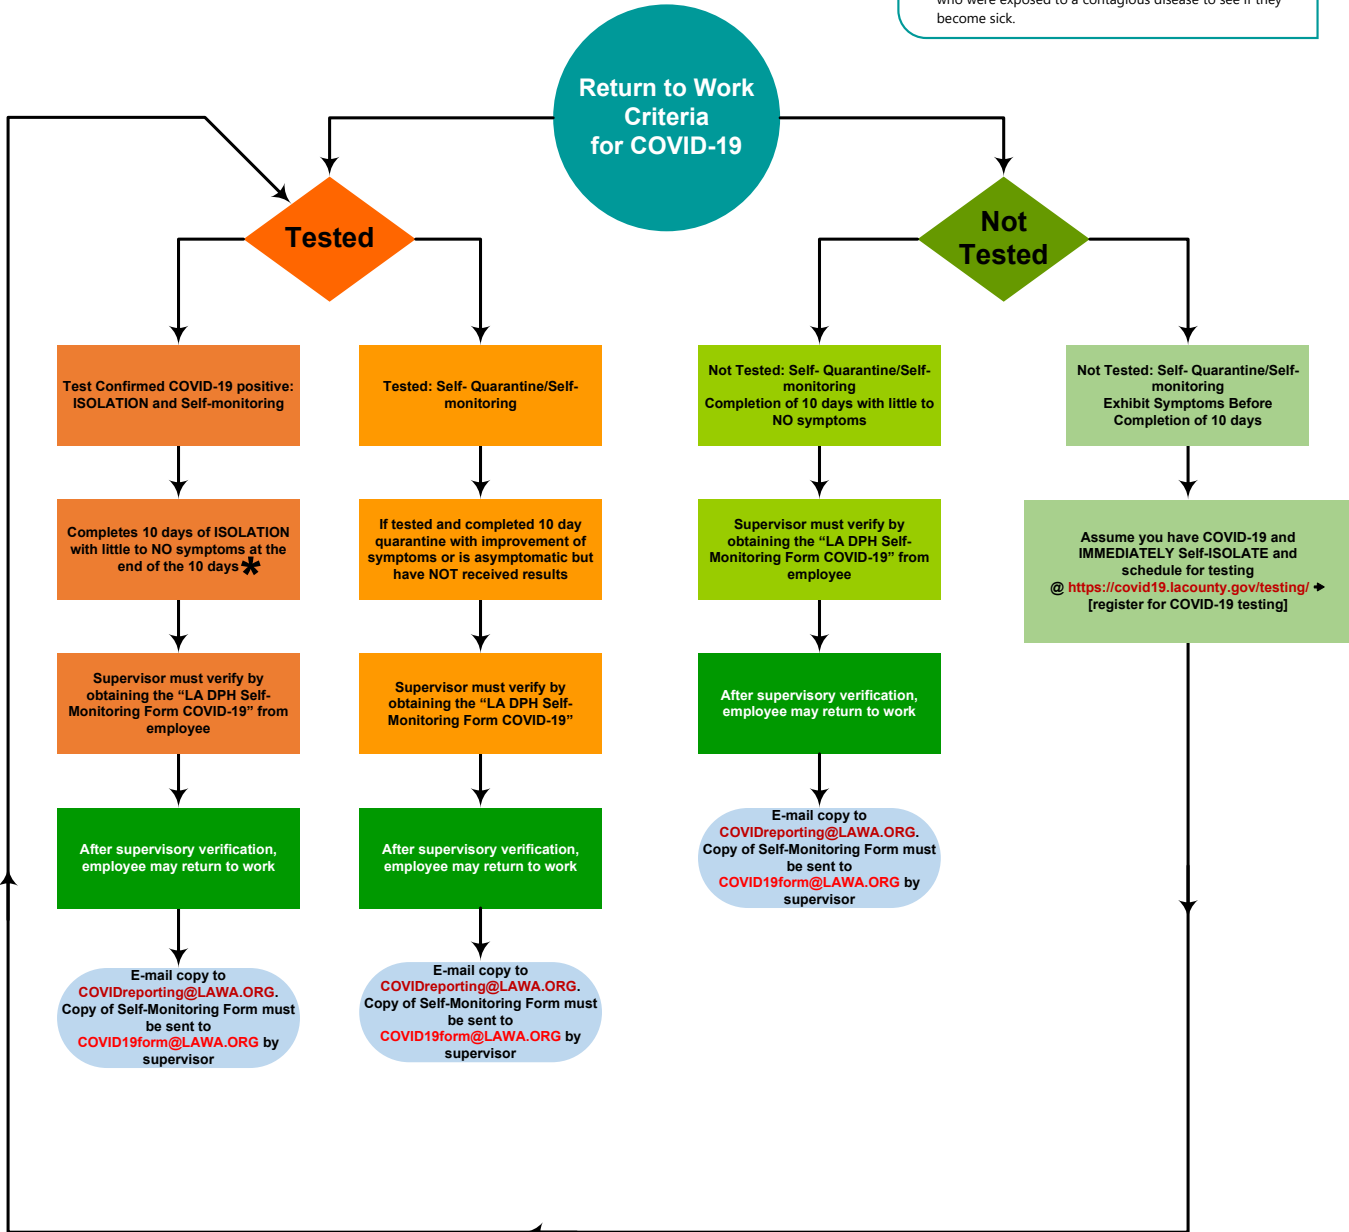 who were exposed to a contagious disease to see if they
become sick.
Return to Work
Criteria
for COVID-19
Tested
Not
Tested
Test Confirmed COVID-19 positive:
ISOLATION and Self-monitoring
Completes 10 days of ISOLATION
with little to NO symptoms at the
end of the 10 days*
Supervisor must verify by
obtaining the “LA DPH Self-
Monitoring Form COVID-19” from
employee
After supervisory verification,
employee may return to work
E-mail copy to
COVIDreporting@LAWA.ORG.
Copy of Self-Monitoring Form must
be sent to
COVID19form@LAWA.ORG by
supervisor
Tested: Self- Quarantine/Self-
monitoring
If tested and completed 10 day
quarantine with improvement of
symptoms or is asymptomatic but
have NOT received results
Supervisor must verify by
obtaining the “LA DPH Self-
Monitoring Form COVID-19”
After supervisory verification,
employee may return to work
E-mail copy to
COVIDreporting@LAWA.ORG.
Copy of Self-Monitoring Form must
be sent to
COVID19form@LAWA.ORG by
supervisor
Not Tested: Self- Quarantine/Self-
monitoring
Completion of 10 days with little to
NO symptoms
Supervisor must verify by
obtaining the “LA DPH Self-
Monitoring Form COVID-19” from
employee
After supervisory verification,
employee may return to work
E-mail copy to
COVIDreporting@LAWA.ORG.
Copy of Self-Monitoring Form must
be sent to
COVID19form@LAWA.ORG by
supervisor
Not Tested: Self- Quarantine/Self-
monitoring
Exhibit Symptoms Before
Completion of 10 days
Assume you have COVID-19 and
IMMEDIATELY Self-ISOLATE and
schedule for testing
@ https://covid19.lacounty.gov/testing/ ➔
[register for COVID-19 testing]